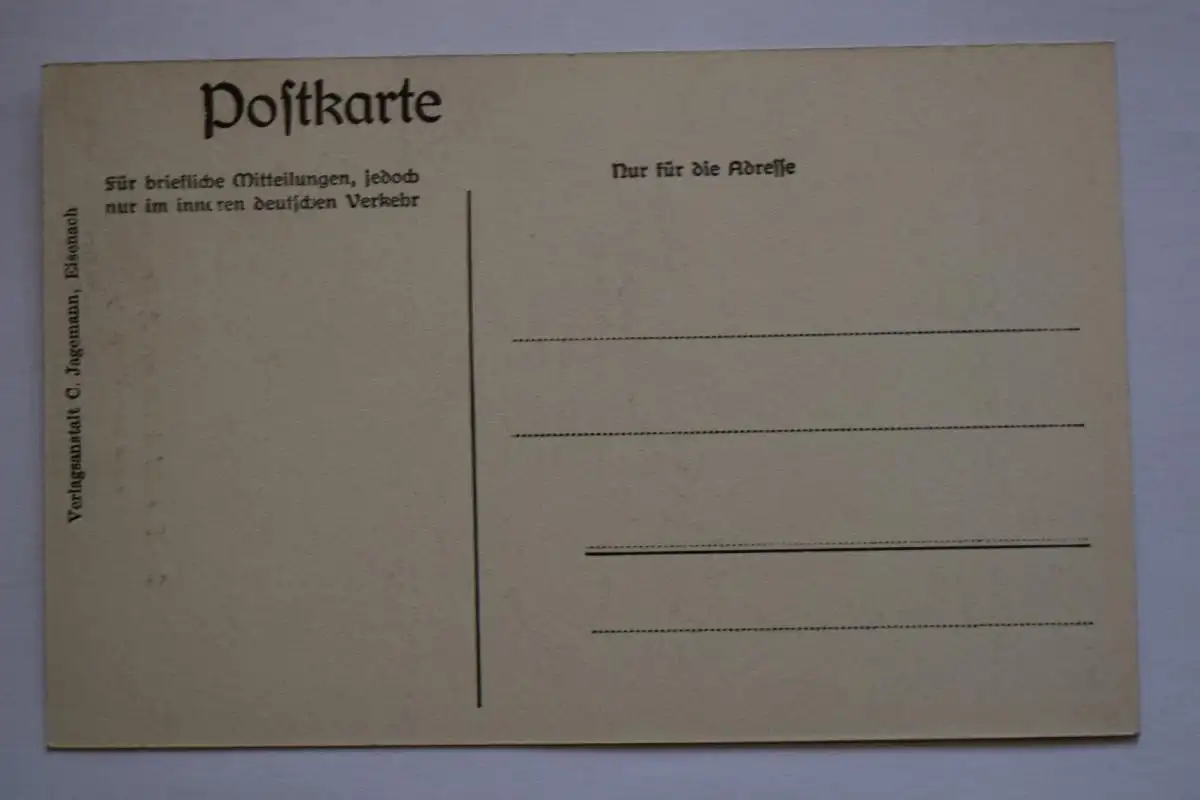 Poſtkarte
Für briefliche Mitteilungen, jedoch
nur im inneren deutſchen Verkehr
Nur für die Adreſſe
Verlagsanstalt C. Jagemann, Eisenach